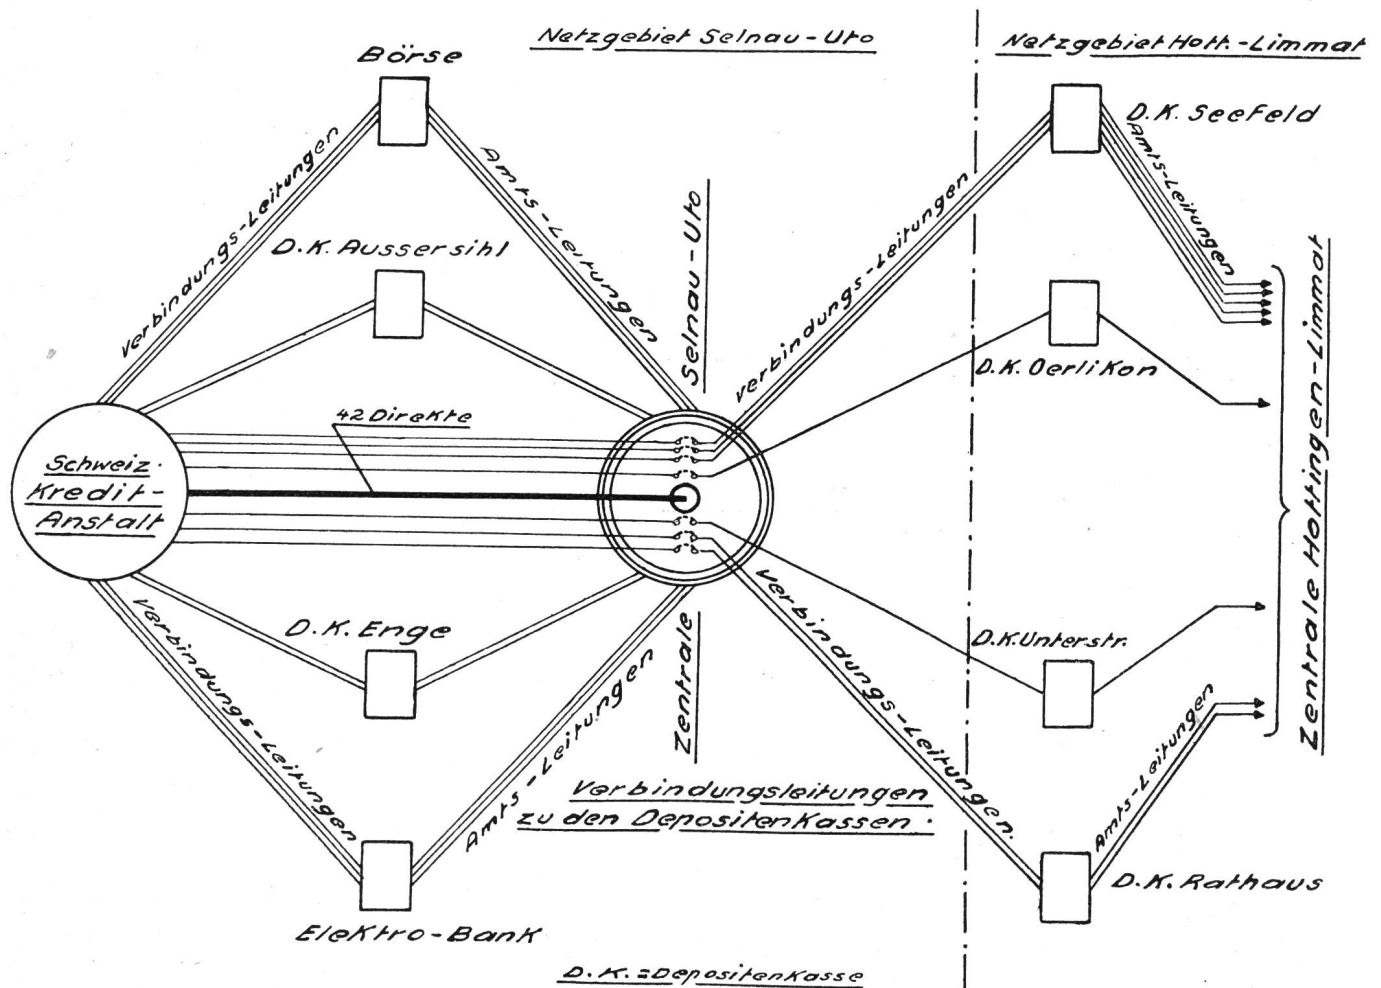 Netzgebiet Selnau-Uto
Netzgebiet Hott.-Limmat
Börse
D.K. Seefeld
Verbindungs-Leitungen
Amts-Leitungen
Verbindungs-Leitungen
Amts-Leitungen
D.K. Aussersihl
Selnau-Uto
D.K. Oerlikon
42 Direkte
Schweiz.
Kredit-
Anstalt
Zentrale Hottingen-Limmat
D.K. Enge
D.K. Unterstr.
Verbindungs-Leitungen
Amts-Leitungen
Zentrale
Verbindungs-Leitungen.
Amts-Leitungen
Verbindungsleitungen
zu den Depositenkassen.
D.K. Rathaus
Elektro-Bank
D.K. = Depositenkasse